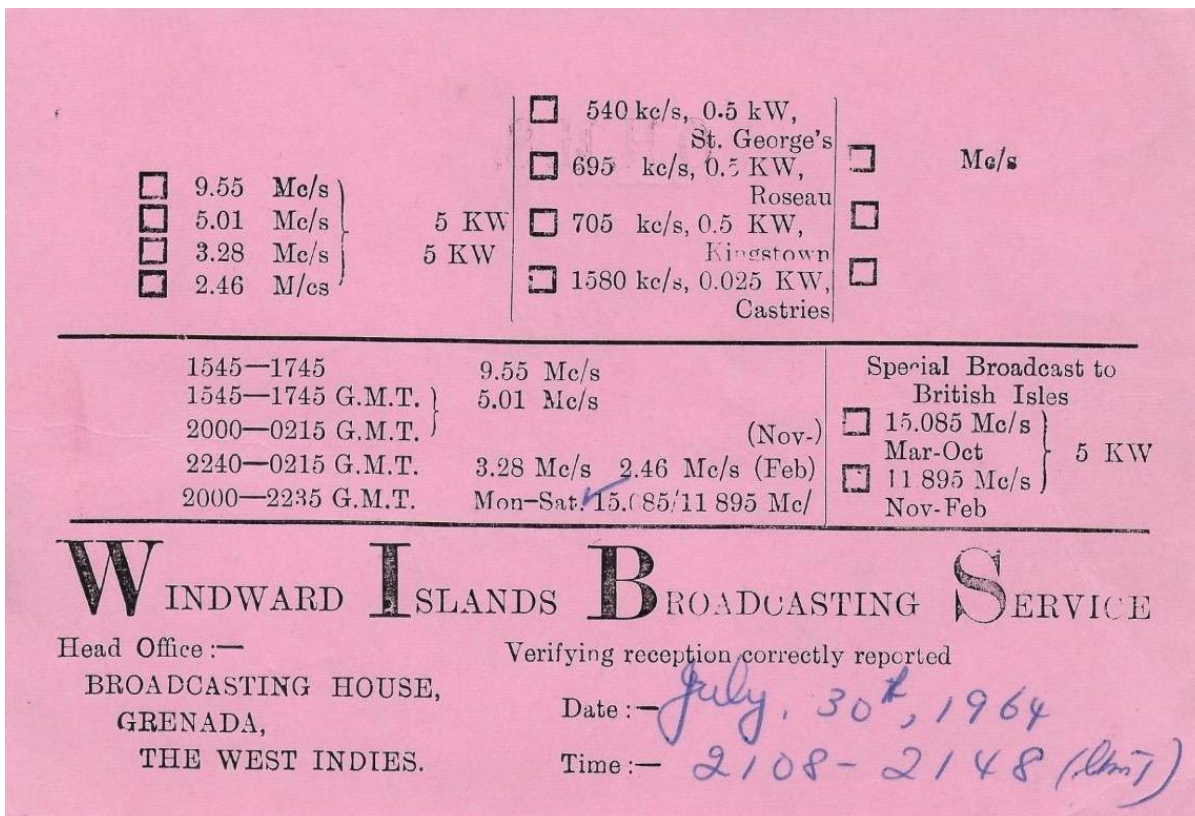 9.55 Mc/s
5.01 Mc/s 5 KW
3.28 Mc/s 5 KW
2.46 M/cs
540 kc/s, 0.5 kW,
St. George's
695 kc/s, 0.5 KW,
Roseau
705 kc/s, 0.5 KW,
Kingstown
1580 kc/s, 0.025 KW,
Castries
Mc/s
1545—1745 9.55 Mc/s
1545—1745 G.M.T. 5.01 Mc/s
2000—0215 G.M.T. (Nov-)
2240—0215 G.M.T. 3.28 Mc/s 2.46 Mc/s (Feb)
2000—2235 G.M.T. Mon-Sat. 15.085/11 895 Mc/
Special Broadcast to
British Isles
15.085 Mc/s
Mar-Oct 5 KW
11 895 Mc/s
Nov-Feb
WINDWARD ISLANDS BROADCASTING SERVICE
Head Office :—
BROADCASTING HOUSE,
GRENADA,
THE WEST INDIES.
Verifying reception correctly reported
Date :— July. 30th, 1964
Time :— 2108 - 2148 (GMT)